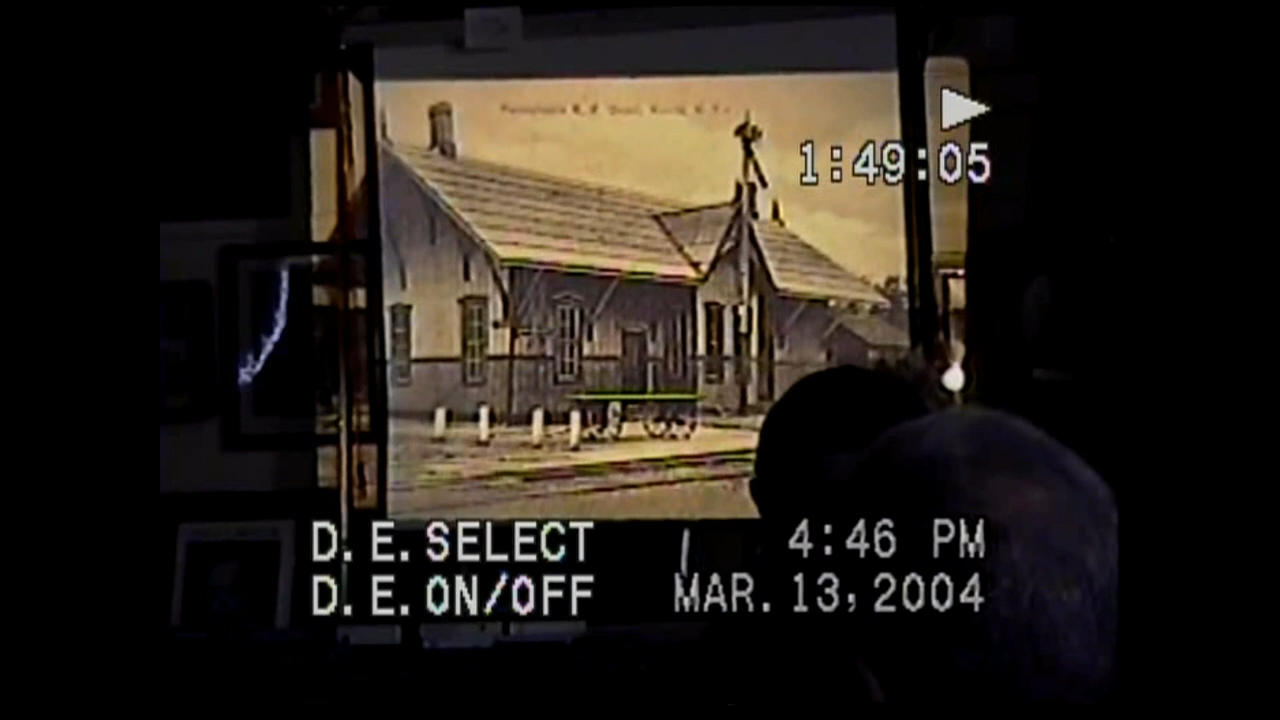 R. R.
1:49:05
D.E.SELECT
4:46 PM
D.E.ON/OFF
MAR.13,2004